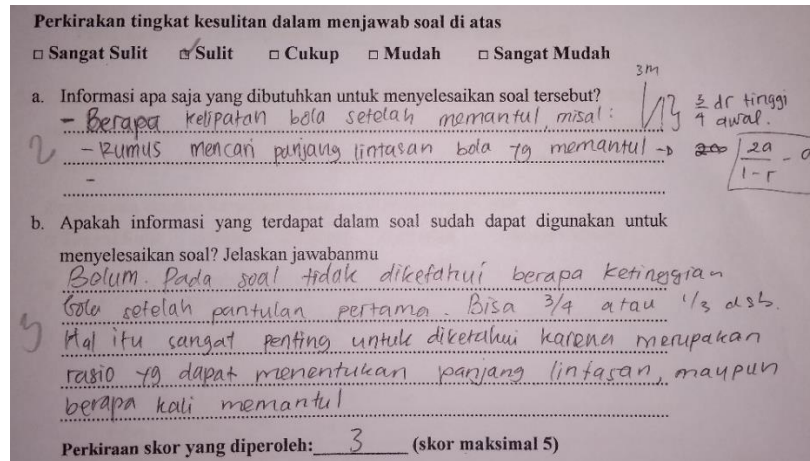 Perkirakan tingkat kesulitan dalam menjawab soal di atas
□ Sangat Sulit ☑ Sulit □ Cukup □ Mudah □ Sangat Mudah
3m
a. Informasi apa saja yang dibutuhkan untuk menyelesaikan soal tersebut?
- Berapa kelipatan bola setelah memantul, misal : 3/4 dr tinggi awal.
- Rumus mencari panjang lintasan bola yg memantul → 2a/1-r -
-
2
b. Apakah informasi yang terdapat dalam soal sudah dapat digunakan untuk
menyelesaikan soal? Jelaskan jawabanmu
Belum. Pada soal tidak diketahui berapa ketinggian
bola setelah pantulan pertama. Bisa 3/4 atau 1/3 dsb.
Hal itu sangat penting untuk diketahui karena merupakan
rasio yg dapat menentukan panjang lintasan, maupun
berapa kali memantul
Perkiraan skor yang diperoleh: 3 (skor maksimal 5)